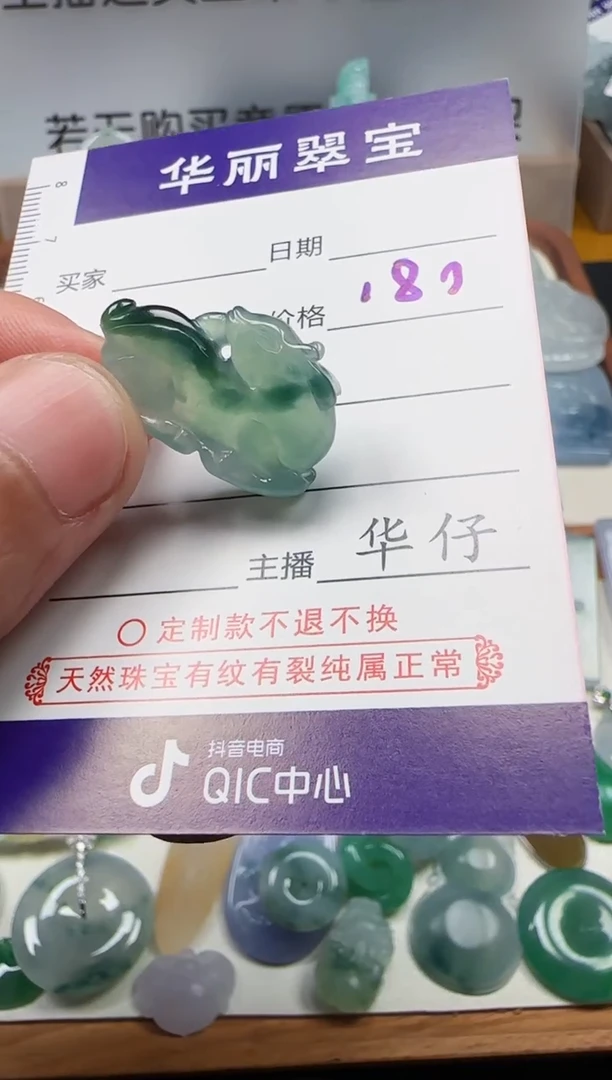 华丽翠宝
8
7
日期
买家
价格
主播 华仔
○ 定制款不退不换
天然珠宝有纹有裂纯属正常
抖音电商
QIC中心